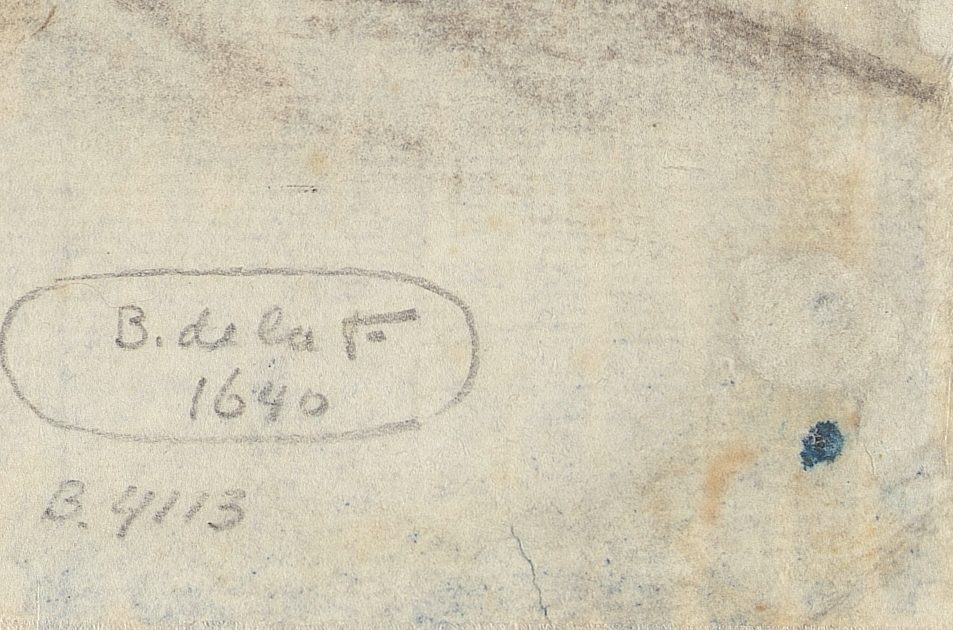 B. de la F
1640
B. 4113